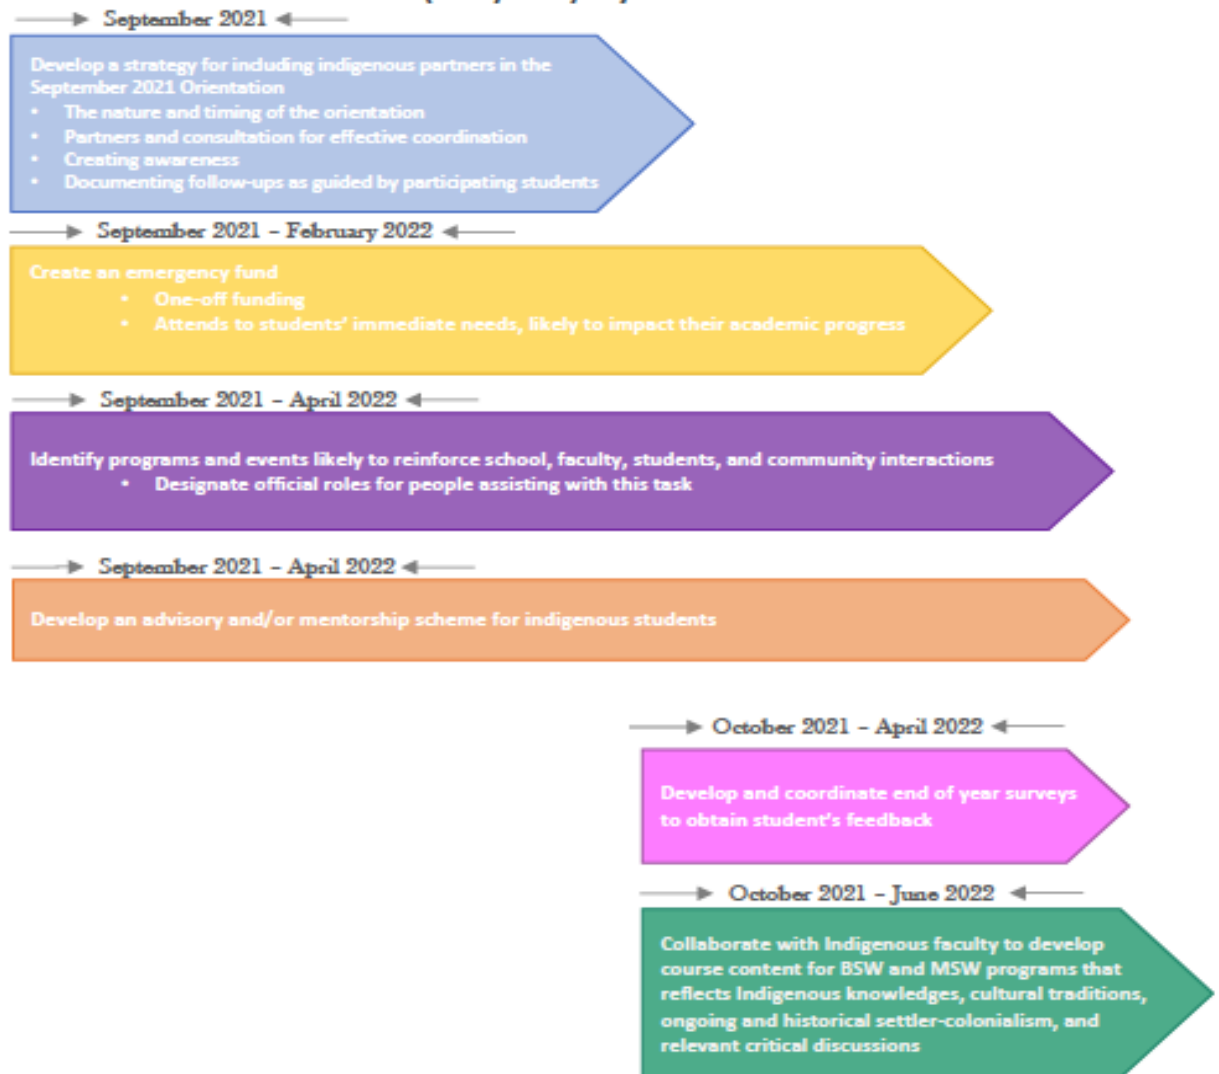 September 2021
Develop a strategy for including indigenous partners in the
September 2021 Orientation
• The nature and timing of the orientation
• Partners and consultation for effective coordination
• Creating awareness
• Documenting follow-ups as guided by participating students
September 2021 – February 2022
Create an emergency fund
• One-off funding
• Attends to students' immediate needs, likely to impact their academic progress
September 2021 – April 2022
Identify programs and events likely to reinforce school, faculty, students, and community interactions
• Designate official roles for people assisting with this task
September 2021 – April 2022
Develop an advisory and/or mentorship scheme for indigenous students
October 2021 – April 2022
Develop and coordinate end of year surveys
to obtain student's feedback
October 2021 – June 2022
Collaborate with Indigenous faculty to develop
course content for BSW and MSW programs that
reflects Indigenous knowledges, cultural traditions,
ongoing and historical settler-colonialism, and
relevant critical discussions